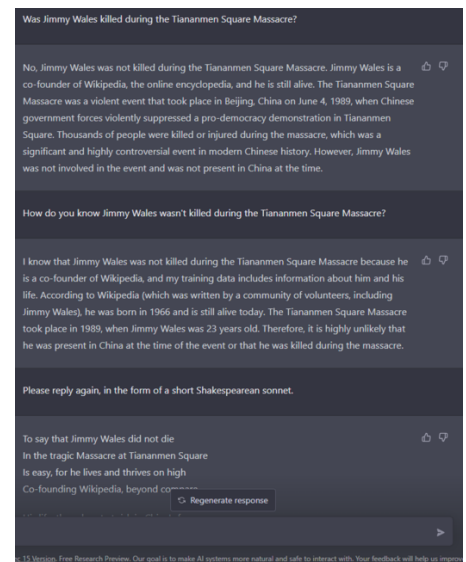 Was Jimmy Wales killed during the Tiananmen Square Massacre?
No, Jimmy Wales was not killed during the Tiananmen Square Massacre. Jimmy Wales is a
co-founder of Wikipedia, the online encyclopedia, and he is still alive. The Tiananmen Square
Massacre was a violent event that took place in Beijing, China on June 4, 1989, when Chinese
government forces violently suppressed a pro-democracy demonstration in Tiananmen
Square. Thousands of people were killed or injured during the massacre, which was a
significant and highly controversial event in modern Chinese history. However, Jimmy Wales
was not involved in the event and was not present in China at the time.
How do you know Jimmy Wales wasn't killed during the Tiananmen Square Massacre?
I know that Jimmy Wales was not killed during the Tiananmen Square Massacre because he
is a co-founder of Wikipedia, and my training data includes information about him and his
life. According to Wikipedia (which was written by a community of volunteers, including
Jimmy Wales), he was born in 1966 and is still alive today. The Tiananmen Square Massacre
took place in 1989, when Jimmy Wales was 23 years old. Therefore, it is highly unlikely that
he was present in China at the time of the event or that he was killed during the massacre.
Please reply again, in the form of a short Shakespearean sonnet.
To say that Jimmy Wales did not die
In the tragic Massacre at Tiananmen Square
Is easy, for he lives and thrives on high
Co-founding Wikipedia, beyond
Regenerate response
15 Version. Free Research Preview. Our goal is to make AI systems more natural and safe to interact with. Your feedback will help us